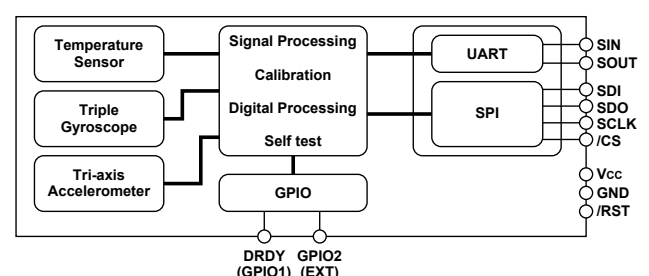 Temperature
Sensor
Triple
Gyroscope
Tri-axis
Accelerometer
Signal Processing
Calibration
Digital Processing
Self test
GPIO
UART
SPI
SIN
SOUT
SDI
SDO
SCLK
/CS
Vcc
GND
/RST
DRDY
(GPIO1)
GPIO2
(EXT)